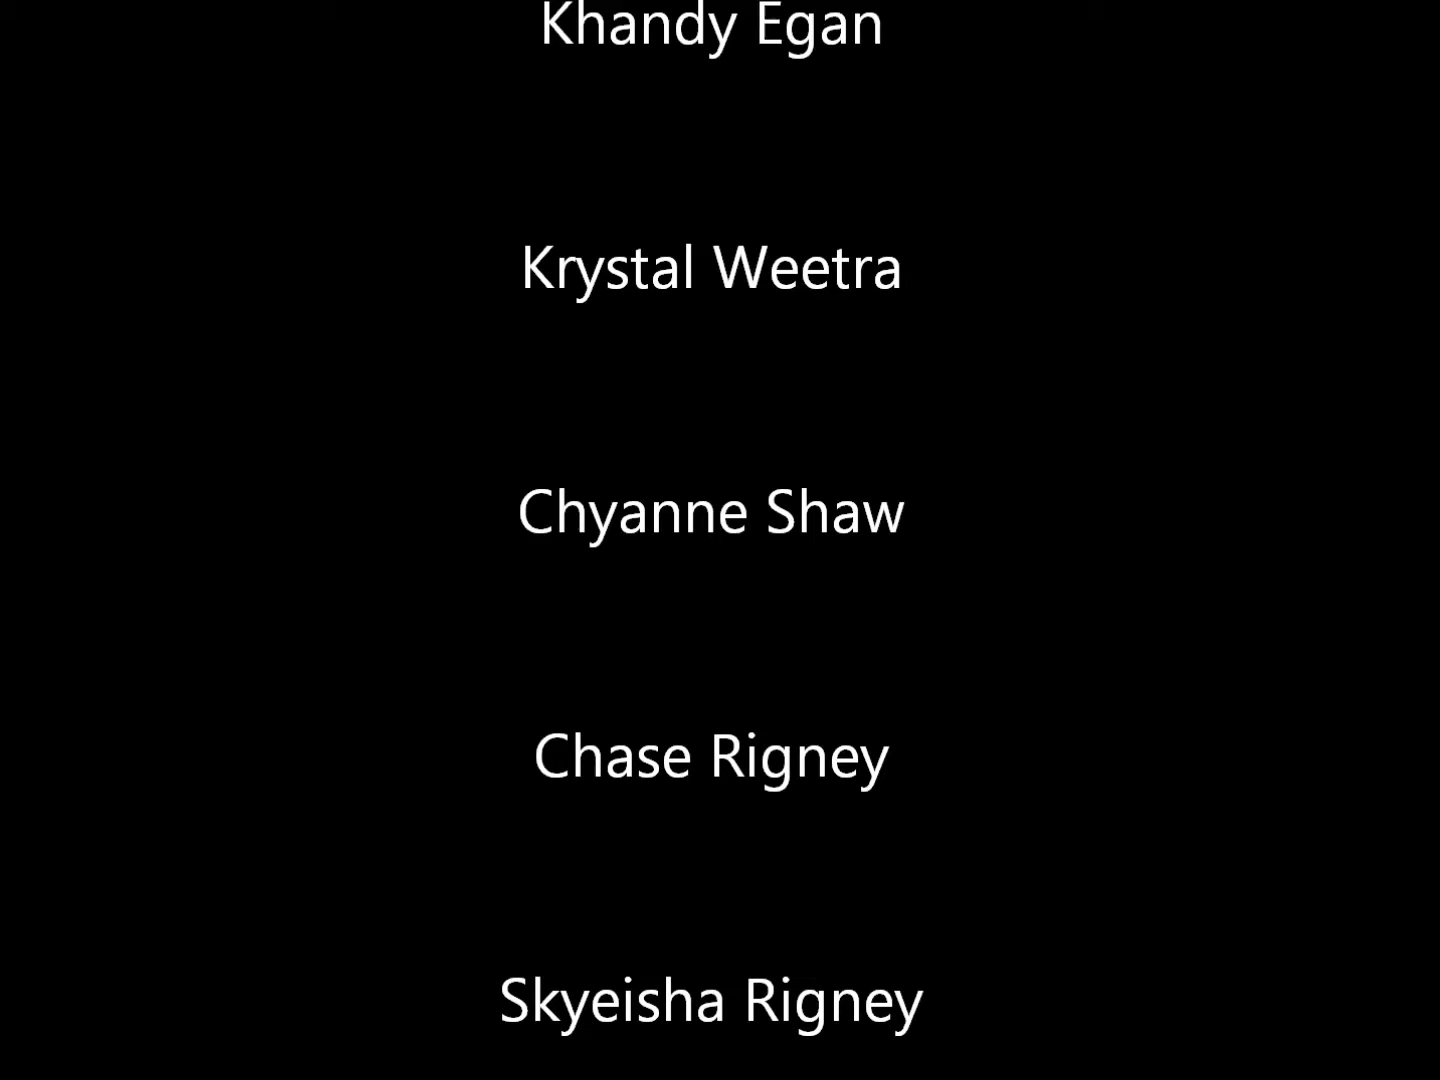 Khandy Egan
Krystal Weetra
Chyanne Shaw
Chase Rigney
Skyeisha Rigney